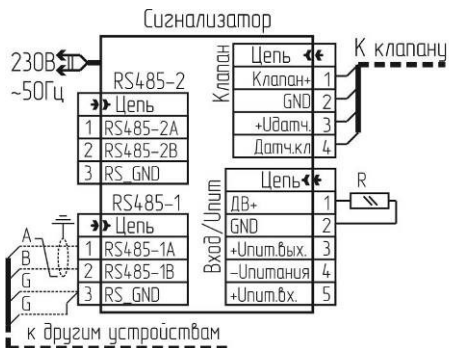 Сигнализатор
230В
~50Гц
RS485-2
Цепь
1 RS485-2A
2 RS485-2B
3 RS_GND
RS485-1
Цепь
1 RS485-1A
2 RS485-1B
3 RS_GND
A
B
G
G
к другим устройствам
Клапан
Цепь
Клапан+ 1
GND 2
+Uдатч. 3
Датч.кл 4
К клапану
Вход/Uпит
Цепь
ДВ+ 1
GND 2
+Uпит.вых. 3
-Uпитания 4
+Uпит.вх. 5
R